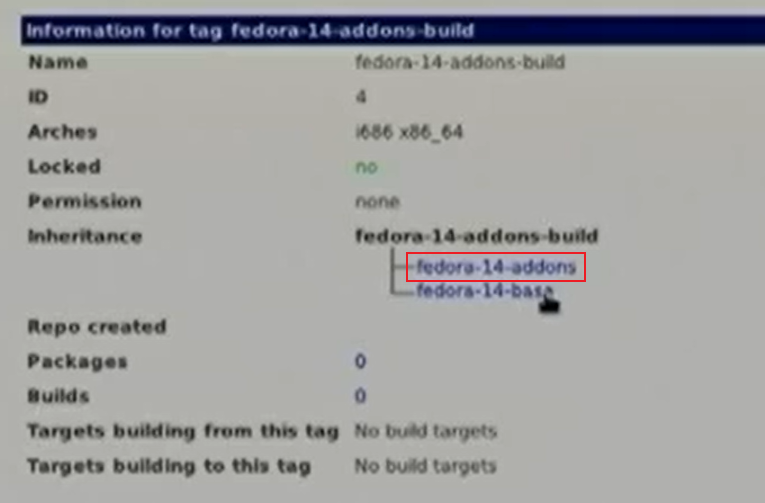 Information for tag fedora-14-addons-build
Name fedora-14-addons-build
ID 4
Arches i686 x86_64
Locked no
Permission none
Inheritance fedora-14-addons-build
fedora-14-addons
fedora-14-base
Repo created
Packages 0
Builds 0
Targets building from this tag No build targets
Targets building to this tag No build targets